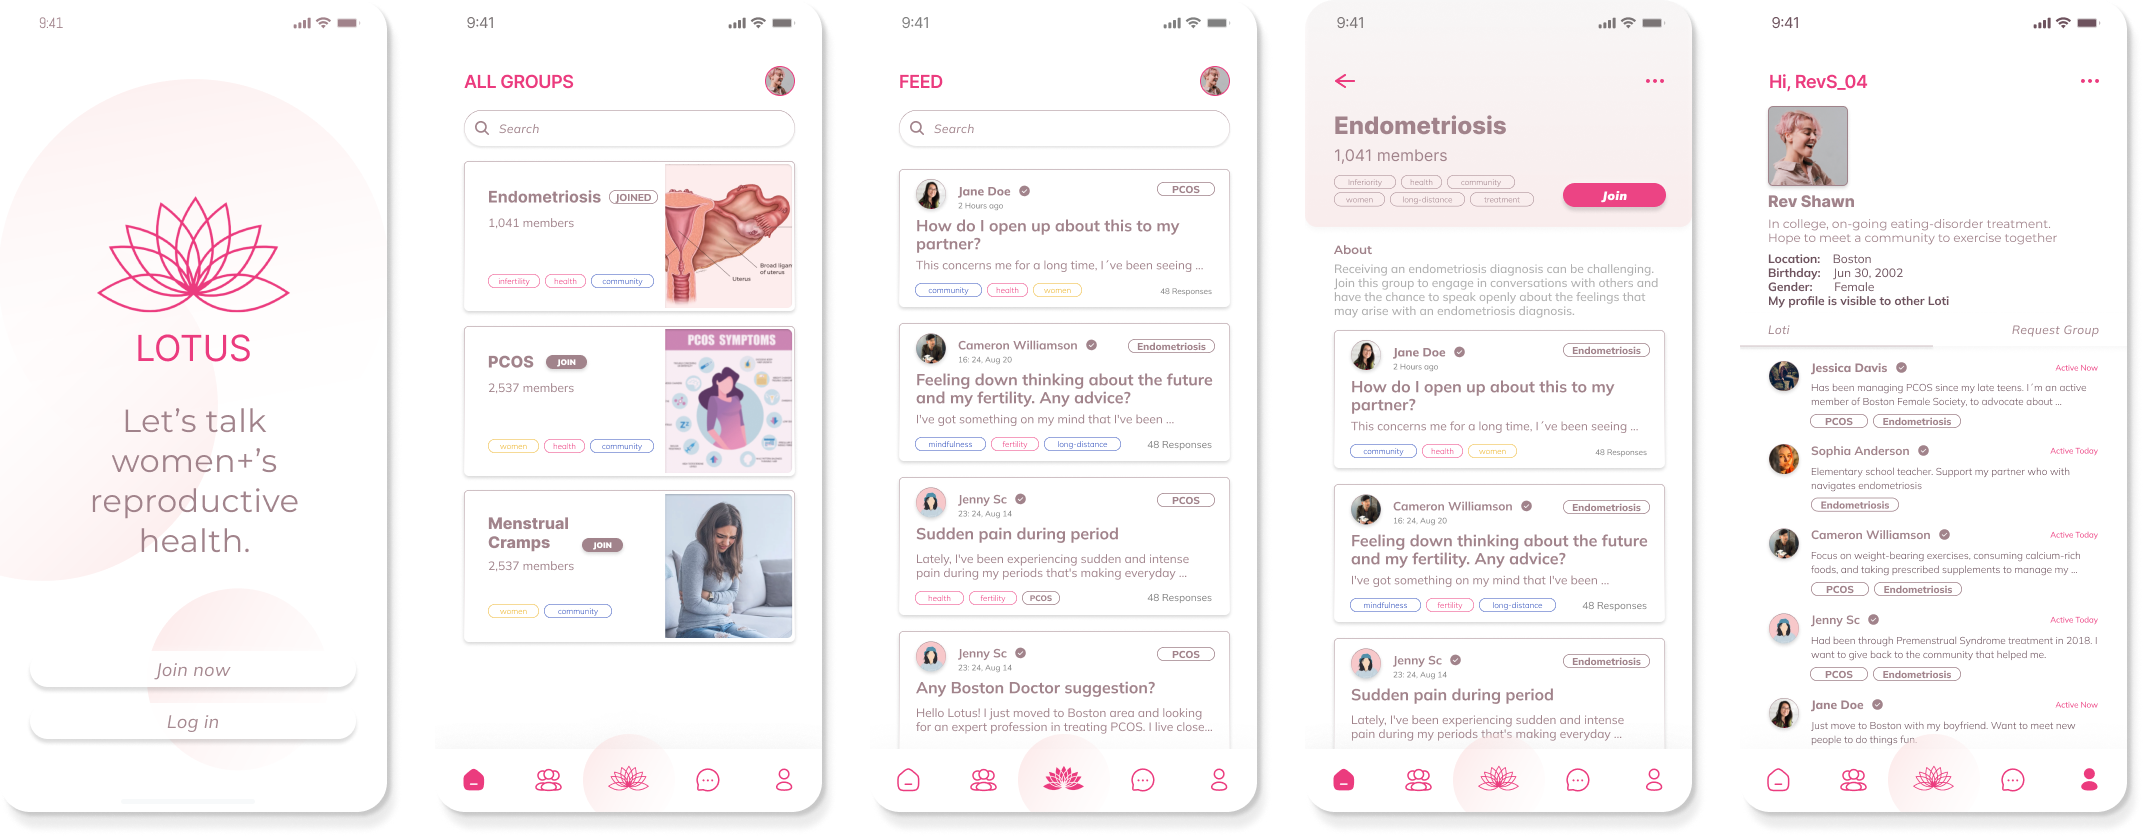 9:41
LOTUS
Let's talk
women+'s
reproductive
health.
Join now
Log in
9:41
ALL GROUPS
Search
Endometriosis JOINED
1,041 members
infertility health community
Uterus
Broad ligam
of uterus
PCOS JOIN
2,537 members
women health community
PCOS SYMPTOMS
Menstrual
Cramps JOIN
2,537 members
women community
9:41
FEED
Search
Jane Doe PCOS
2 Hours ago
How do I open up about this to my
partner?
This concerns me for a long time, I´ve been seeing ...
community health women 48 Responses
Cameron Williamson Endometriosis
16: 24, Aug 20
Feeling down thinking about the future
and my fertility. Any advice?
I've got something on my mind that I've been ...
mindfulness fertility long-distance 48 Responses
Jenny Sc PCOS
23: 24, Aug 14
Sudden pain during period
Lately, I've been experiencing sudden and intense
pain during my periods that's making everyday ...
health fertility PCOS 48 Responses
Jenny Sc PCOS
23: 24, Aug 14
Any Boston Doctor suggestion?
Hello Lotus! I just moved to Boston area and looking
for an expert profession in treating PCOS. I live close...
9:41
Endometriosis
1,041 members
Inferiority health community
women long-distance treatment
Join
About
Receiving an endometriosis diagnosis can be challenging.
Join this group to engage in conversations with others and
have the chance to speak openly about the feelings that
may arise with an endometriosis diagnosis.
Jane Doe Endometriosis
2 Hours ago
How do I open up about this to my
partner?
This concerns me for a long time, I´ve been seeing ...
community health women 48 Responses
Cameron Williamson Endometriosis
16: 24, Aug 20
Feeling down thinking about the future
and my fertility. Any advice?
I've got something on my mind that I've been ...
mindfulness fertility long-distance 48 Responses
Jenny Sc Endometriosis
23: 24, Aug 14
Sudden pain during period
Lately, I've been experiencing sudden and intense
pain during my periods that's making everyday ...
9:41
Hi, RevS_04
Rev Shawn
In college, on-going eating-disorder treatment.
Hope to meet a community to exercise together
Location: Boston
Birthday: Jun 30, 2002
Gender: Female
My profile is visible to other Loti
Loti Request Group
Jessica Davis Active Now
Has been managing PCOS since my late teens. I´m an active
member of Boston Female Society, to advocate about ...
PCOS Endometriosis
Sophia Anderson Active Today
Elementary school teacher. Support my partner who with
navigates endometriosis
Endometriosis
Cameron Williamson Active Today
Focus on weight-bearing exercises, consuming calcium-rich
foods, and taking prescribed supplements to manage my ...
PCOS Endometriosis
Jenny Sc Active Today
Had been through Premenstrual Syndrome treatment in 2018. I
want to give back to the community that helped me.
PCOS Endometriosis
Jane Doe Active Now
Just move to Boston with my boyfriend. Want to meet new
people to do things fun.